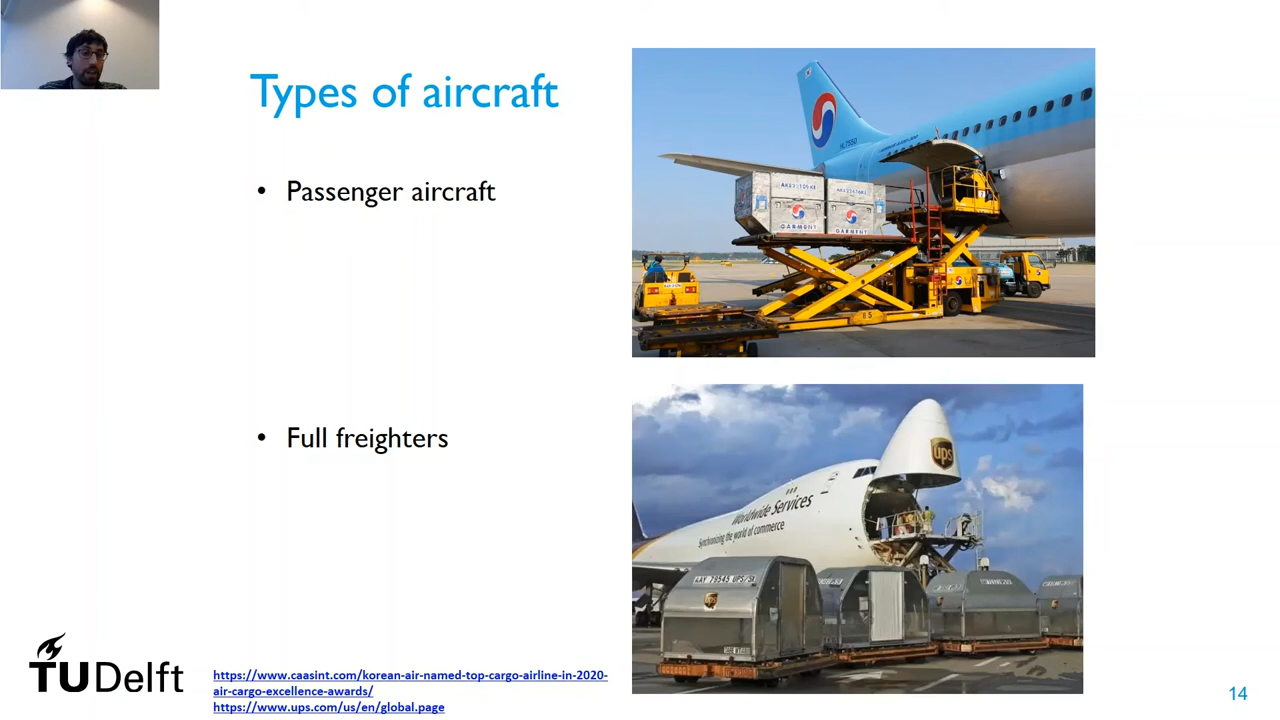 Types of aircraft
• Passenger aircraft
HL7550
GARMENT
GARMENT
85
• Full freighters
ups
Worldwide Services
Synchronizing the world of commerce
TU Delft
https://www.caasint.com/korean-air-named-top-cargo-airline-in-2020-
air-cargo-excellence-awards/
https://www.ups.com/us/en/global.page
14